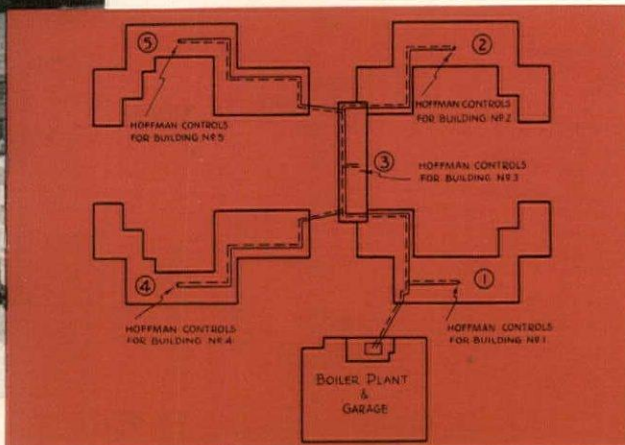 5
HOFFMAN CONTROLS
FOR BUILDING Nº.5
2
HOFFMAN CONTROLS
FOR BUILDING Nº.2
3
HOFFMAN CONTROLS
FOR BUILDING Nº.3
4
HOFFMAN CONTROLS
FOR BUILDING Nº.4
1
HOFFMAN CONTROLS
FOR BUILDING Nº.1
BOILER PLANT
&
GARAGE